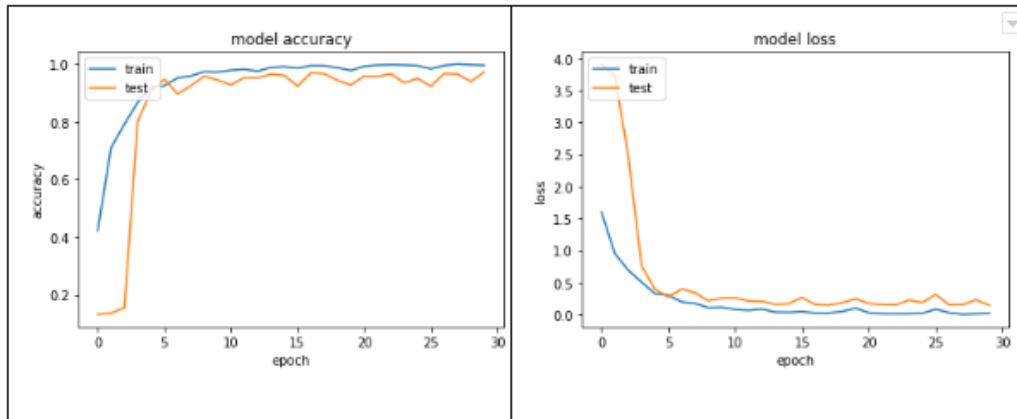 model accuracy
train
test
1.0
0.8
0.6
0.4
0.2
accuracy
0 5 10 15 20 25 30
epoch
model loss
train
test
4.0
3.5
3.0
2.5
2.0
1.5
1.0
0.5
0.0
loss
0 5 10 15 20 25 30
epoch